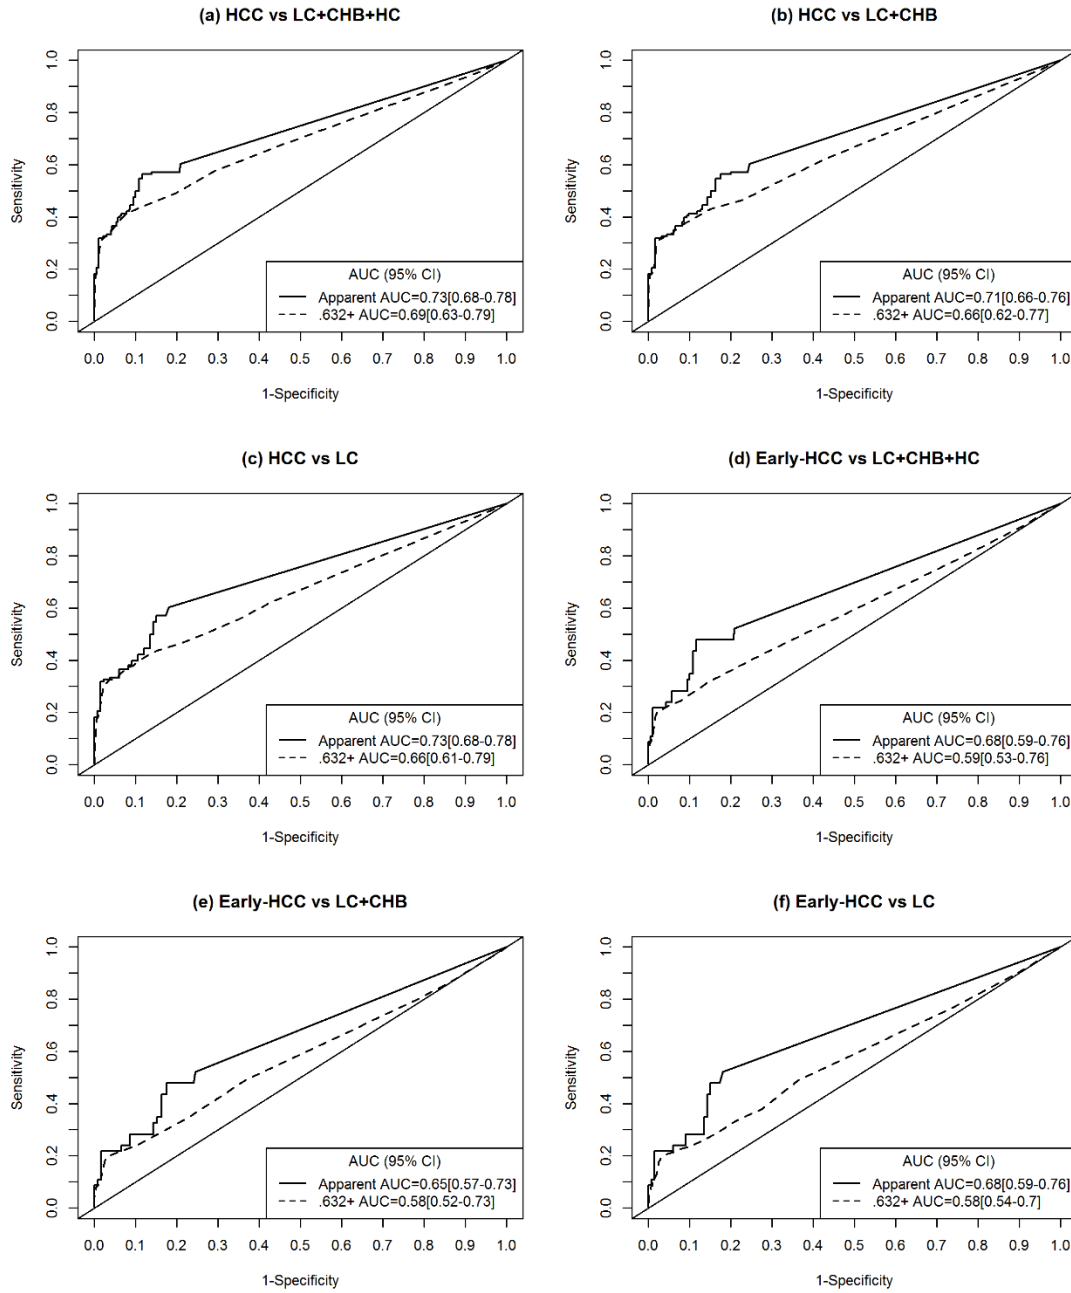 (a) HCC vs LC+CHB+HC
Sensitivity
1.0
0.8
0.6
0.4
0.2
0.0
AUC (95% CI)
Apparent AUC=0.73[0.68-0.78]
.632+ AUC=0.69[0.63-0.79]
0.0 0.1 0.2 0.3 0.4 0.5 0.6 0.7 0.8 0.9 1.0
1-Specificity
(b) HCC vs LC+CHB
Sensitivity
1.0
0.8
0.6
0.4
0.2
0.0
AUC (95% CI)
Apparent AUC=0.71[0.66-0.76]
.632+ AUC=0.66[0.62-0.77]
0.0 0.1 0.2 0.3 0.4 0.5 0.6 0.7 0.8 0.9 1.0
1-Specificity
(c) HCC vs LC
Sensitivity
1.0
0.8
0.6
0.4
0.2
0.0
AUC (95% CI)
Apparent AUC=0.73[0.68-0.78]
.632+ AUC=0.66[0.61-0.79]
0.0 0.1 0.2 0.3 0.4 0.5 0.6 0.7 0.8 0.9 1.0
1-Specificity
(d) Early-HCC vs LC+CHB+HC
Sensitivity
1.0
0.8
0.6
0.4
0.2
0.0
AUC (95% CI)
Apparent AUC=0.68[0.59-0.76]
.632+ AUC=0.59[0.53-0.76]
0.0 0.1 0.2 0.3 0.4 0.5 0.6 0.7 0.8 0.9 1.0
1-Specificity
(e) Early-HCC vs LC+CHB
Sensitivity
1.0
0.8
0.6
0.4
0.2
0.0
AUC (95% CI)
Apparent AUC=0.65[0.57-0.73]
.632+ AUC=0.58[0.52-0.73]
0.0 0.1 0.2 0.3 0.4 0.5 0.6 0.7 0.8 0.9 1.0
1-Specificity
(f) Early-HCC vs LC
Sensitivity
1.0
0.8
0.6
0.4
0.2
0.0
AUC (95% CI)
Apparent AUC=0.68[0.59-0.76]
.632+ AUC=0.58[0.54-0.7]
0.0 0.1 0.2 0.3 0.4 0.5 0.6 0.7 0.8 0.9 1.0
1-Specificity